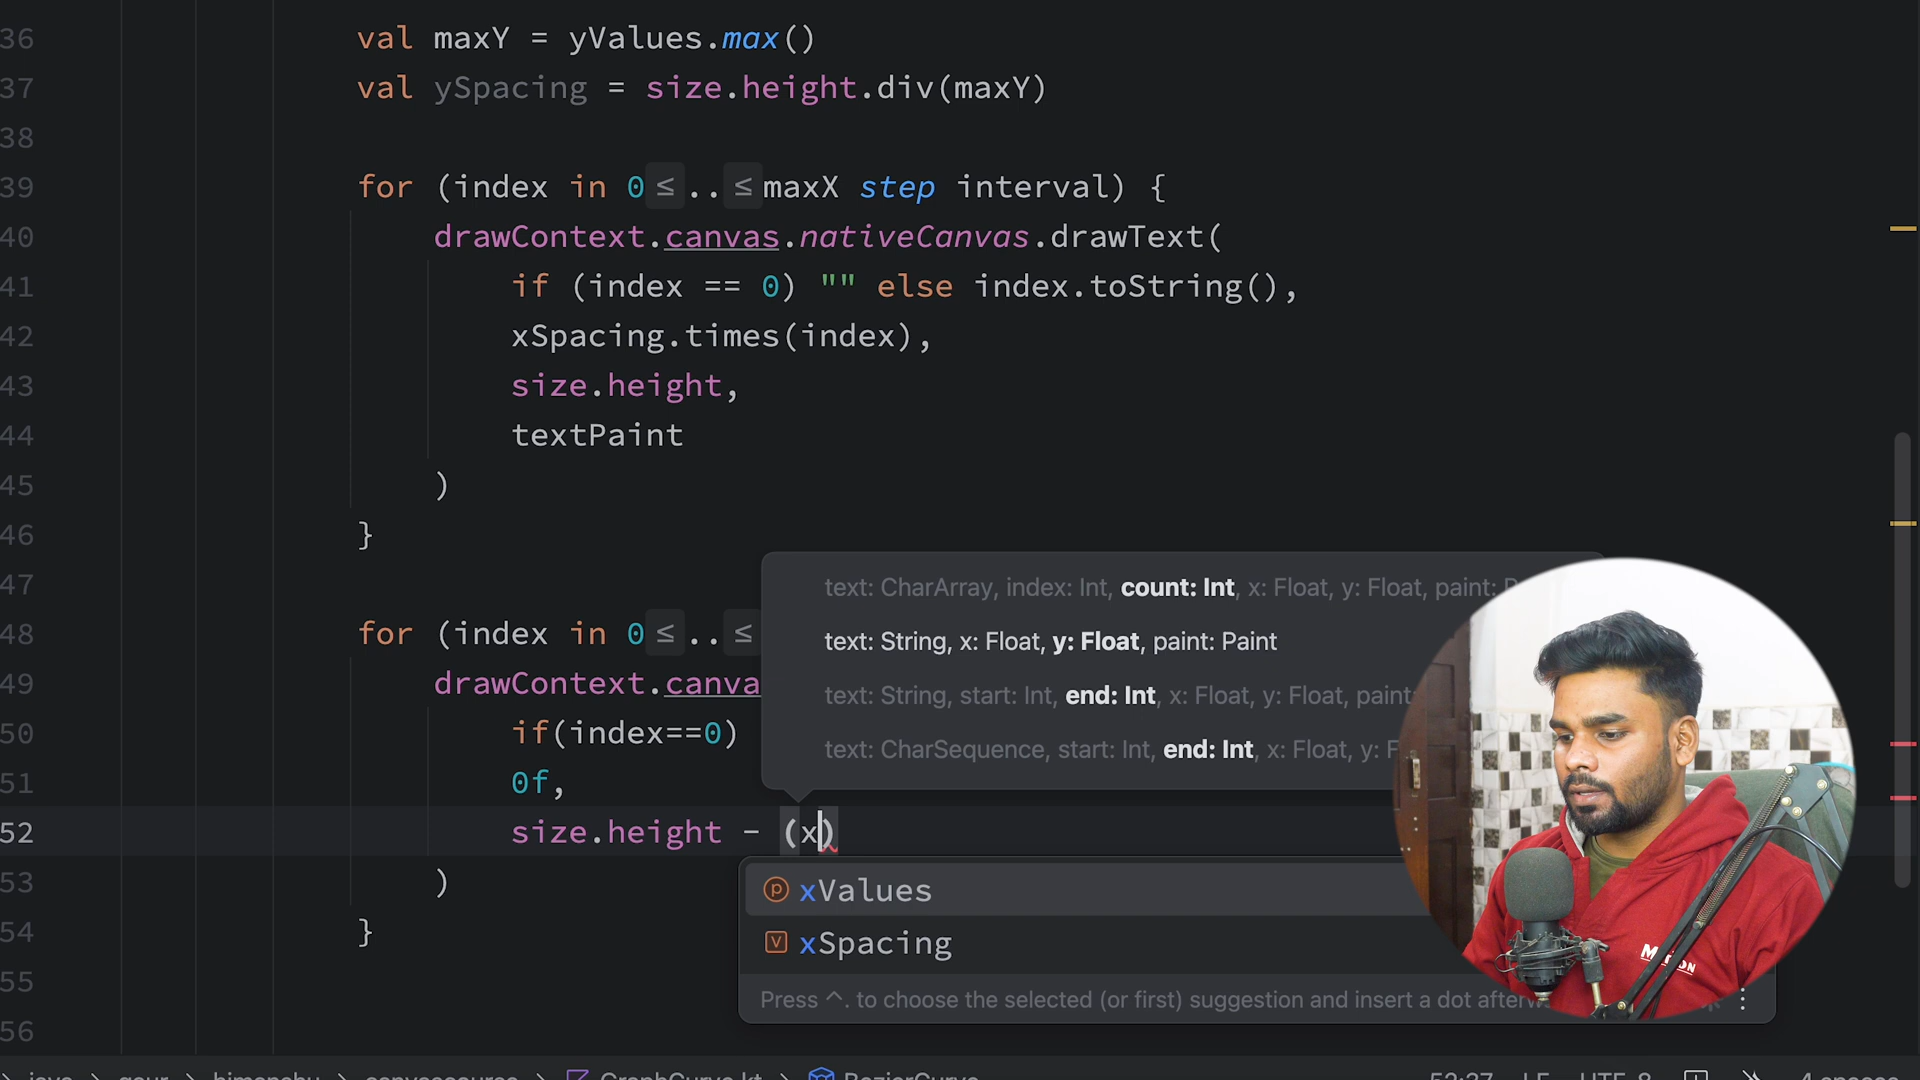 36 val maxY = yValues.max()
37 val ySpacing = size.height.div(maxY)
38
39 for (index in 0 ≤ .. ≤ maxX step interval) {
40 drawContext.canvas.nativeCanvas.drawText(
41 if (index == 0) "" else index.toString(),
42 xSpacing.times(index),
43 size.height,
44 textPaint
45 )
46 }
47
text: CharArray, index: Int, count: Int, x: Float, y: Float, paint:
48 for (index in 0 ≤ .. ≤
text: String, x: Float, y: Float, paint: Paint
49 drawContext.canva
text: String, start: Int, end: Int, x: Float, y: Float, paint
50 if(index==0)
text: CharSequence, start: Int, end: Int, x: Float, y: F
51 0f,
52 size.height - (x)
53 )
xValues
54 }
xSpacing
55
Press ^. to choose the selected (or first) suggestion and insert a dot
56